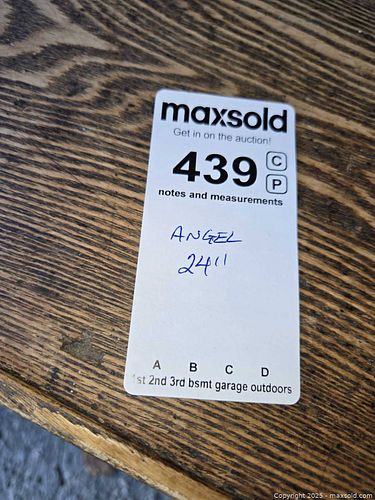 maxsold
Get in on the auction!
439
C
P
notes and measurements
ANGEL
24"
A B C D
1st 2nd 3rd bsmt garage outdoors
Copyright 2025 - maxsold.com